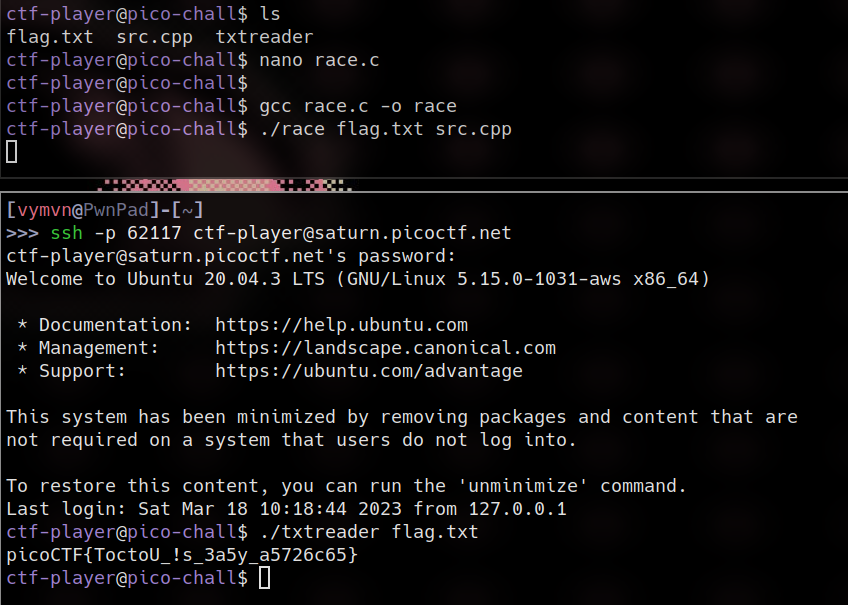 ctf-player@pico-chall$ ls
flag.txt  src.cpp  txtreader
ctf-player@pico-chall$ nano race.c
ctf-player@pico-chall$
ctf-player@pico-chall$ gcc race.c -o race
ctf-player@pico-chall$ ./race flag.txt src.cpp
[vymvn@PwnPad]-[~]
>>> ssh -p 62117 ctf-player@saturn.picoctf.net
ctf-player@saturn.picoctf.net's password:
Welcome to Ubuntu 20.04.3 LTS (GNU/Linux 5.15.0-1031-aws x86_64)

 * Documentation:  https://help.ubuntu.com
 * Management:     https://landscape.canonical.com
 * Support:        https://ubuntu.com/advantage

This system has been minimized by removing packages and content that are
not required on a system that users do not log into.

To restore this content, you can run the 'unminimize' command.
Last login: Sat Mar 18 10:18:44 2023 from 127.0.0.1
ctf-player@pico-chall$ ./txtreader flag.txt
picoCTF{ToctoU_!s_3a5y_a5726c65}
ctf-player@pico-chall$